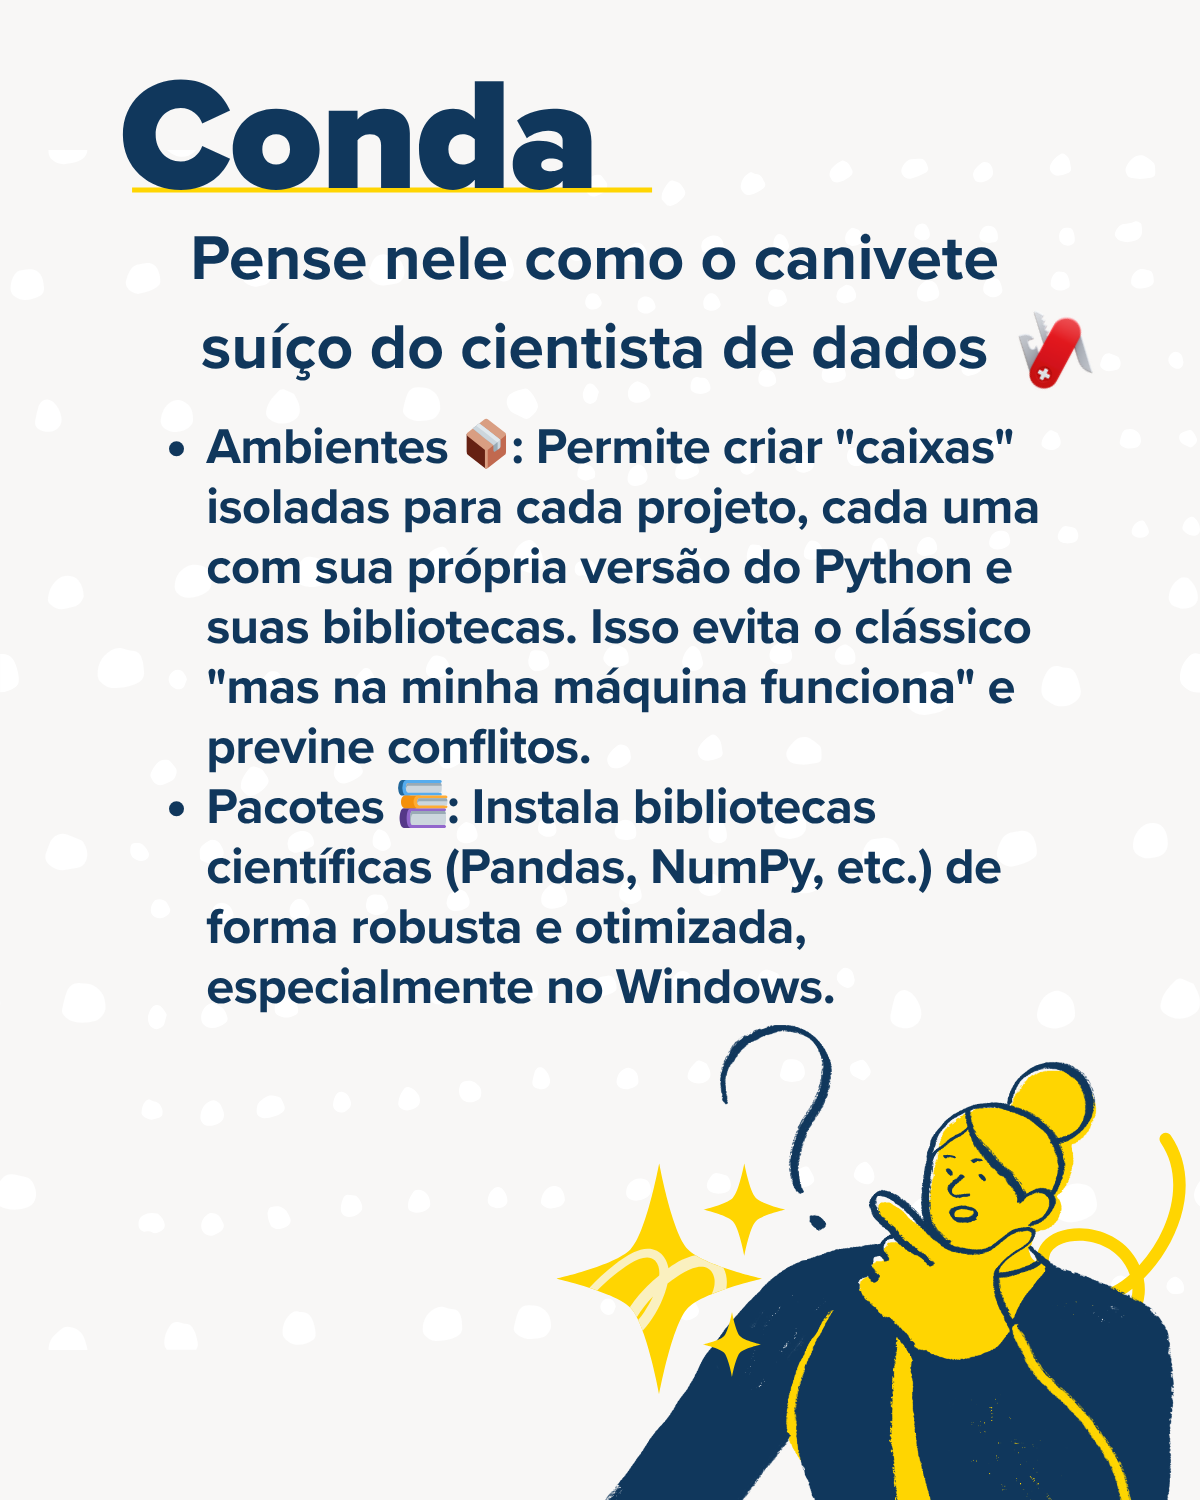 Conda
Pense nele como o canivete
suíço do cientista de dados
• Ambientes 📦: Permite criar "caixas"
isoladas para cada projeto, cada uma
com sua própria versão do Python e
suas bibliotecas. Isso evita o clássico
"mas na minha máquina funciona" e
previne conflitos.
• Pacotes 📚: Instala bibliotecas
científicas (Pandas, NumPy, etc.) de
forma robusta e otimizada,
especialmente no Windows.
?